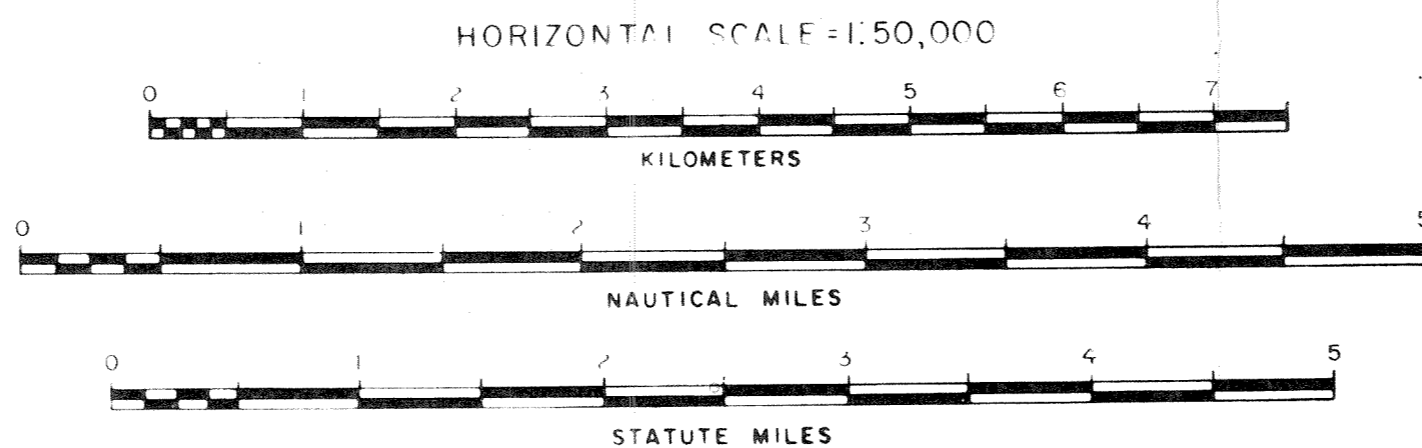 HORIZONTAL SCALE = 1:50,000
0 1 2 3 4 5 6 7
KILOMETERS
0 1 2 3 4 5
NAUTICAL MILES
0 1 2 3 4 5
STATUTE MILES